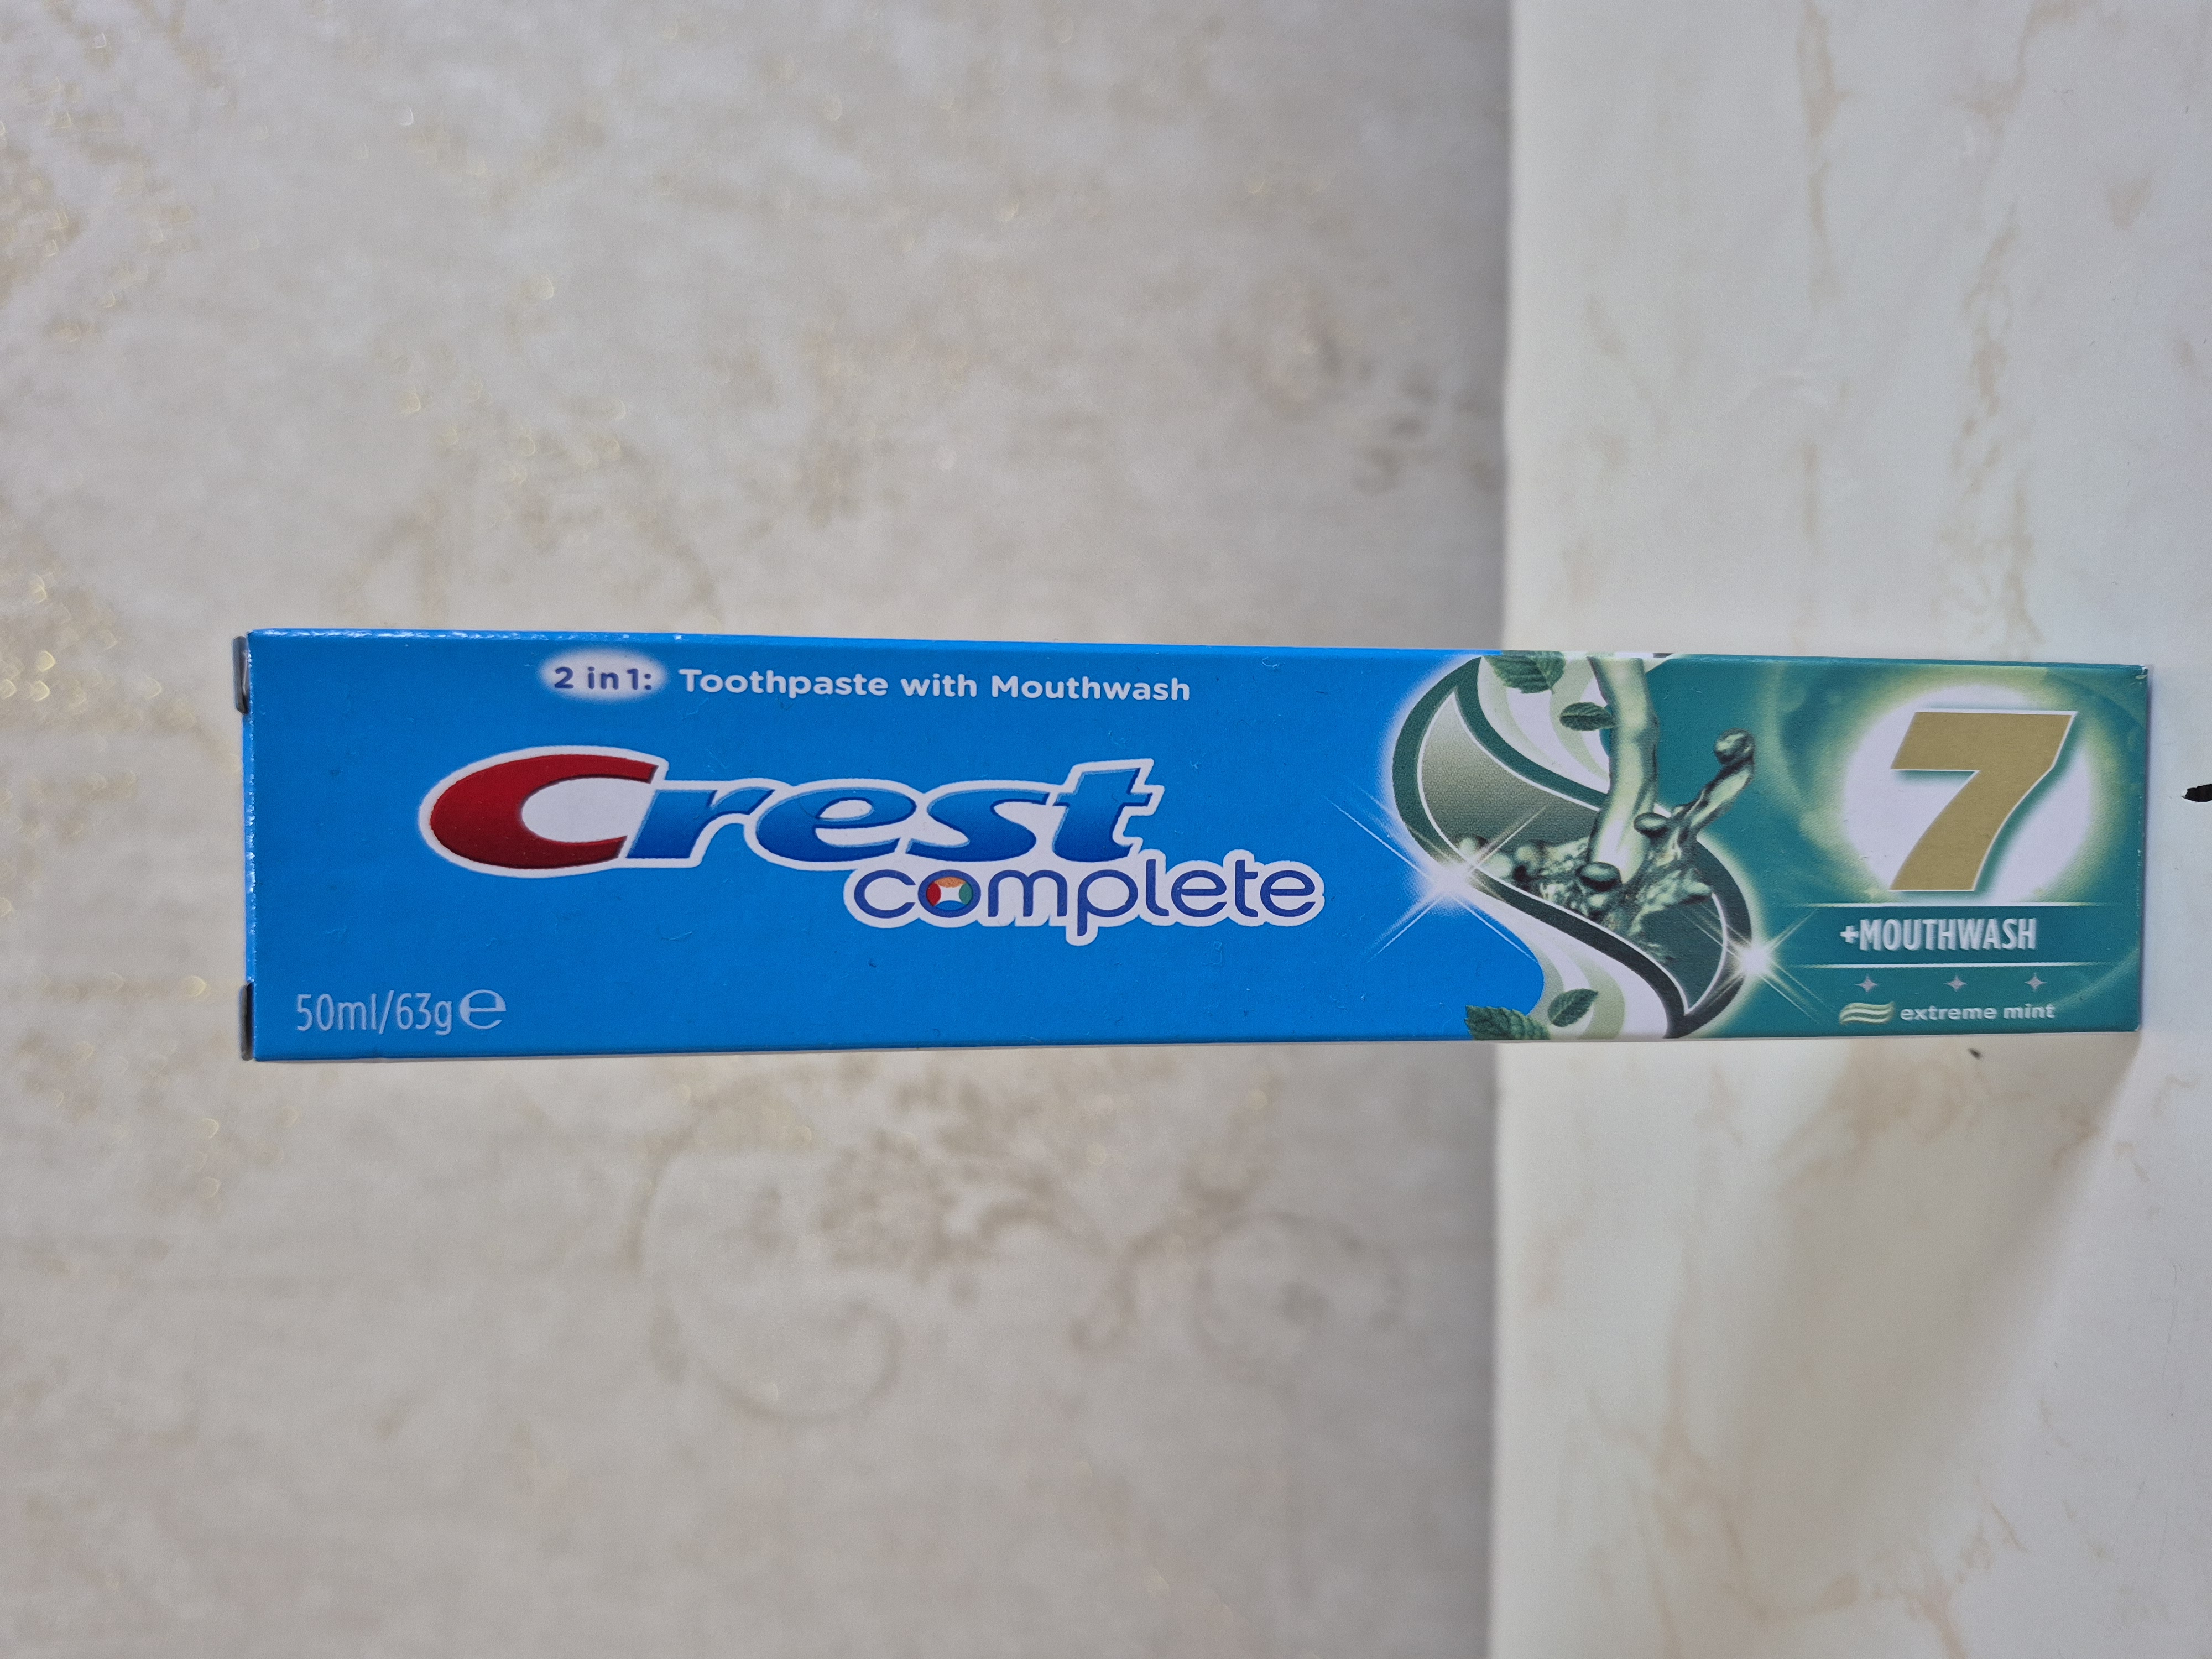 2 in 1: Toothpaste with Mouthwash
Crest
complete
50ml/63g ℮
7
+MOUTHWASH
extreme mint